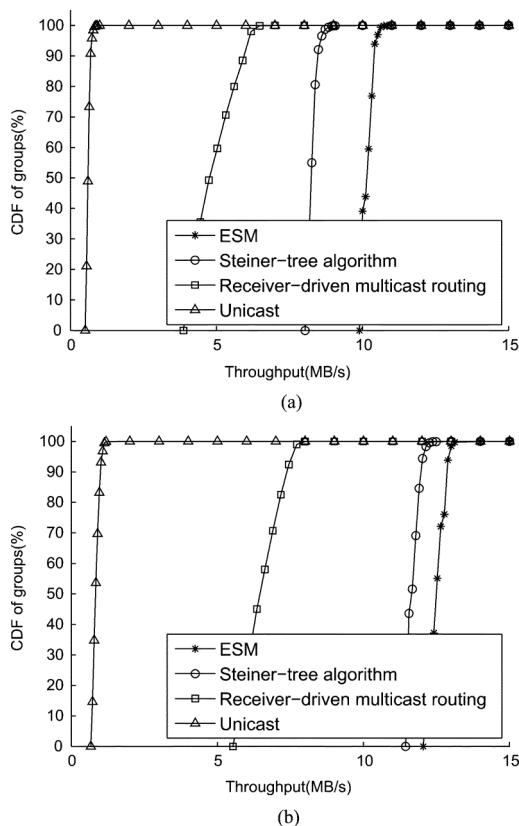 100
90
80
70
60
50
40
30
20
10
0
CDF of groups(%)
ESM
Steiner−tree algorithm
Receiver−driven multicast routing
Unicast
0 5 10 15
Throughput(MB/s)
(a)
100
90
80
70
60
50
40
30
20
10
0
CDF of groups(%)
ESM
Steiner−tree algorithm
Receiver−driven multicast routing
Unicast
0 5 10 15
Throughput(MB/s)
(b)